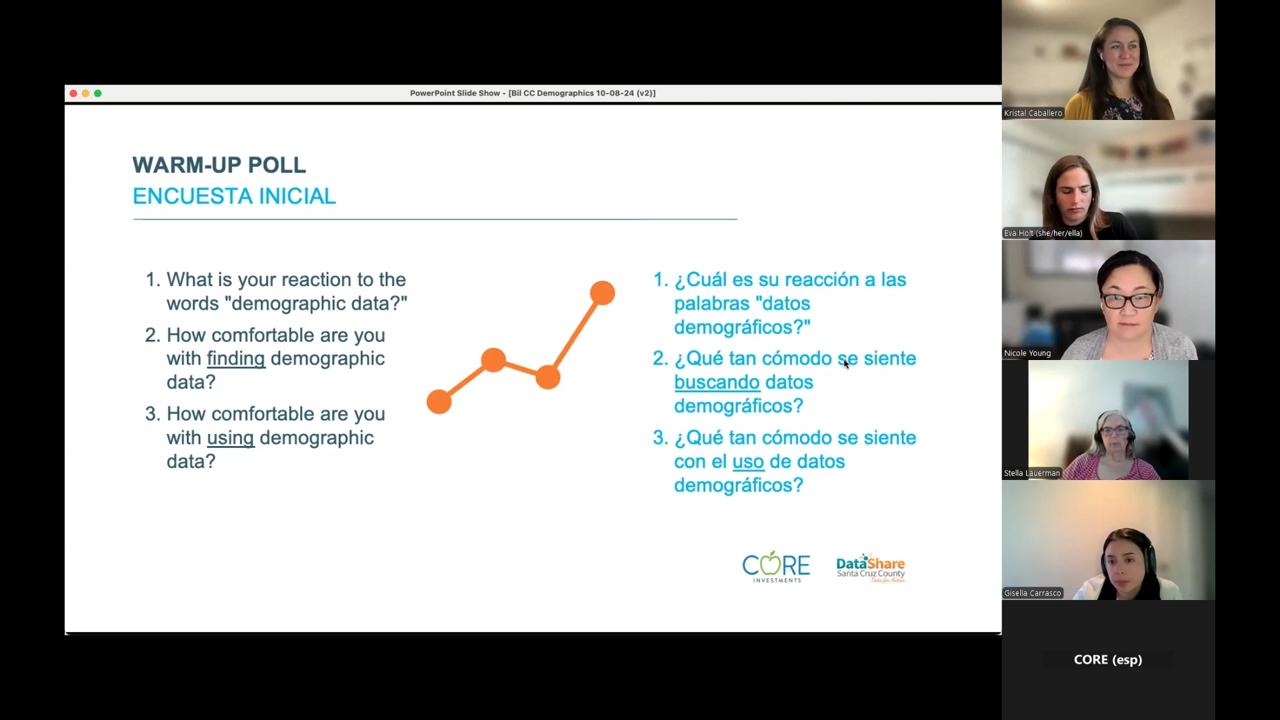 PowerPoint Slide Show - [Bil CC Demographics 10-08-24 (v2)]
WARM-UP POLL
ENCUESTA INICIAL
1. What is your reaction to the
words "demographic data?"
2. How comfortable are you
with finding demographic
data?
3. How comfortable are you
with using demographic
data?
1. ¿Cuál es su reacción a las
palabras "datos
demográficos?"
2. ¿Qué tan cómodo se siente
buscando datos
demográficos?
3. ¿Qué tan cómodo se siente
con el uso de datos
demográficos?
CORE
INVESTMENTS
DataShare
Santa Cruz County
Data for Action
Kristal Caballero
Eva Holt (she/her/ella)
Nicole Young
Stella Lauerman
Gisella Carrasco
CORE (esp)